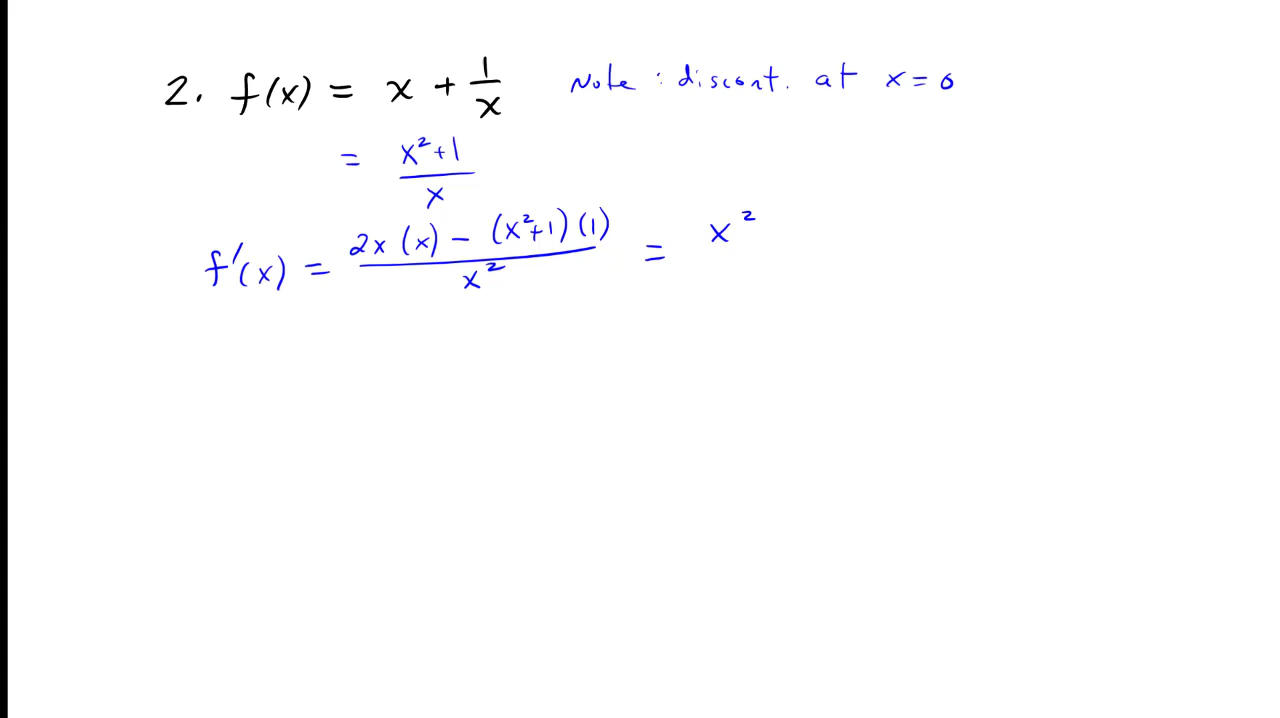 2. f(x) = x + 1/x Note : discont. at x = 0
= (x² + 1)/x
f'(x) = (2x (x) − (x² + 1) (1))/x² = x²